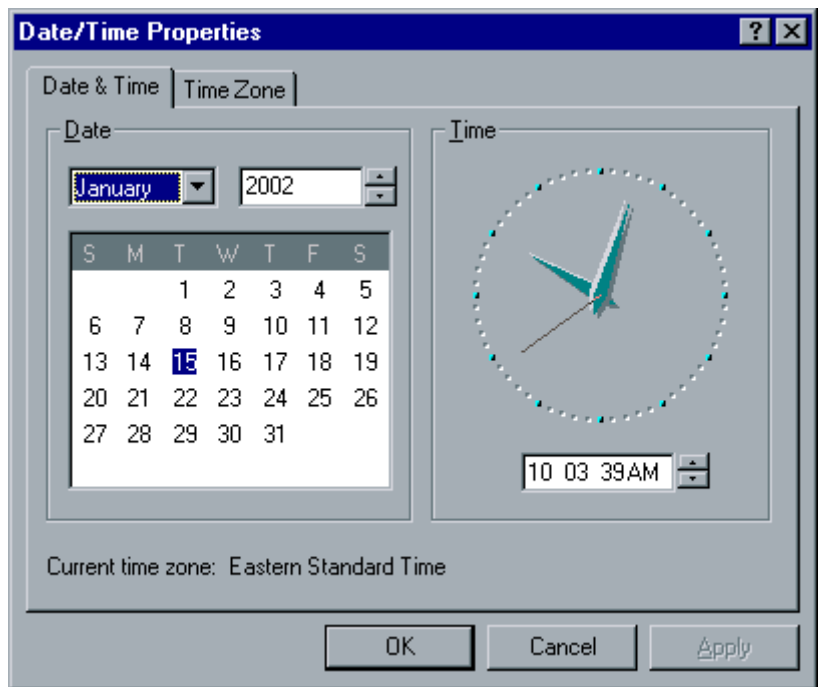 Date/Time Properties
Date & Time Time Zone
Date
January 2002
S M T W T F S
1 2 3 4 5
6 7 8 9 10 11 12
13 14 15 16 17 18 19
20 21 22 23 24 25 26
27 28 29 30 31
Time
10 03 39AM
Current time zone: Eastern Standard Time
OK Cancel Apply